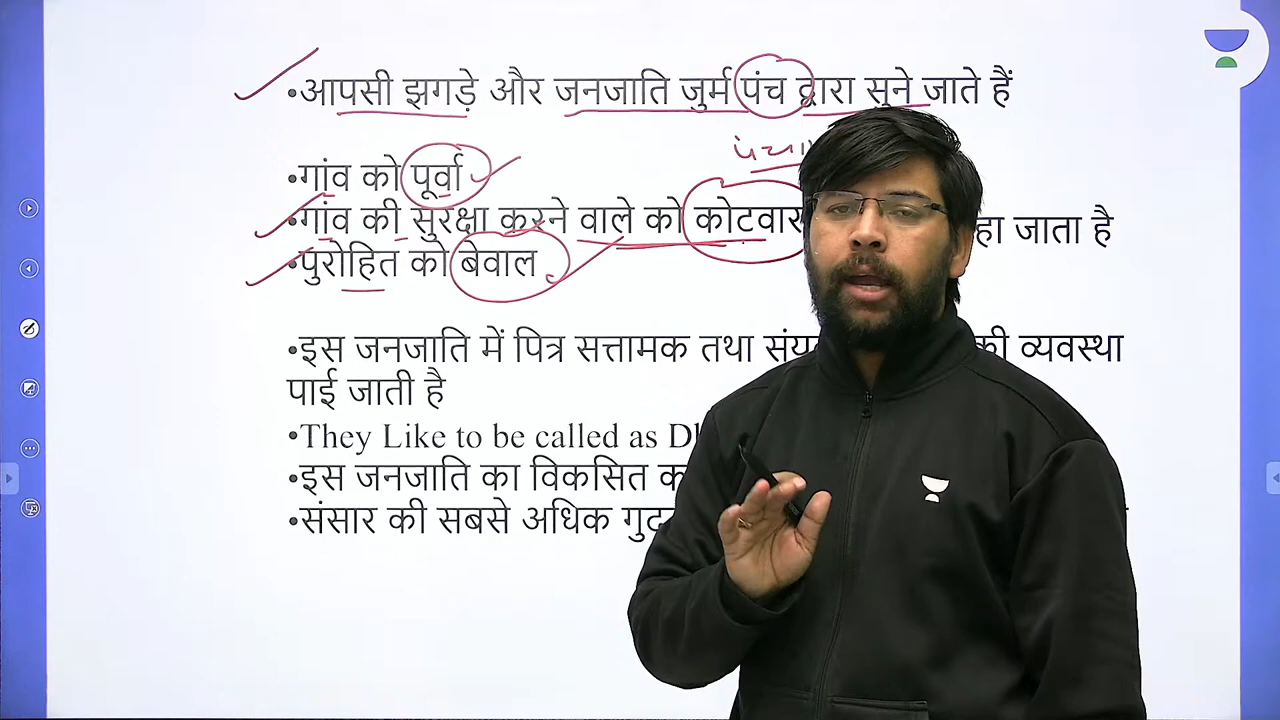 •आपसी झगड़े और जनजाति जुर्म पंच द्वारा सुने जाते हैं
पंचा
•गांव को पूर्वा
•गांव की सुरक्षा करने वाले को कोटवार हा जाता है
•पुरोहित को बेवाल
•इस जनजाति में पित्र सत्तामक तथा की व्यवस्था
पाई जाती है
•They Like to be called as
•इस जनजाति का विकसित
•संसार की सबसे अधिक